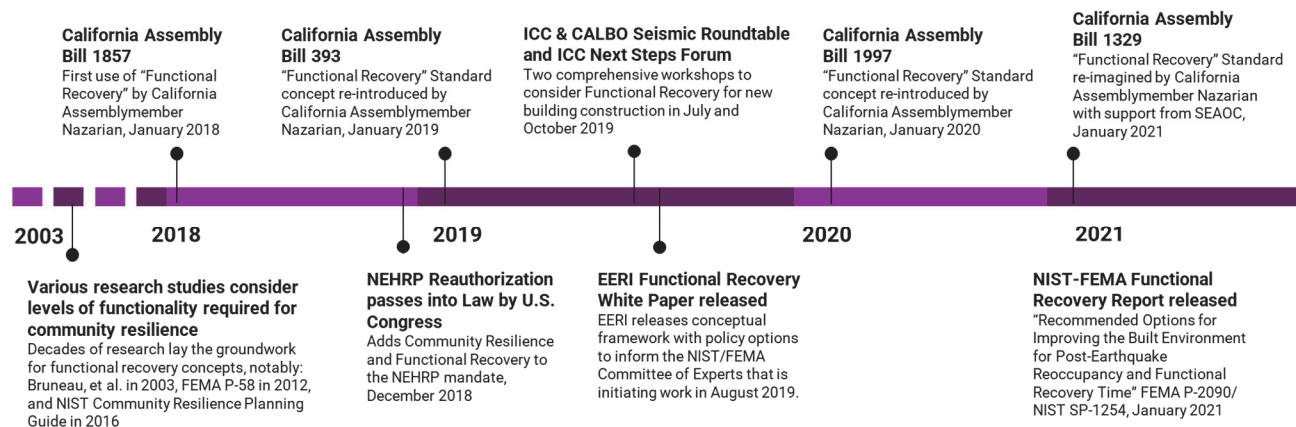 California Assembly
Bill 1857
First use of “Functional
Recovery” by California
Assemblymember
Nazarian, January 2018
California Assembly
Bill 393
“Functional Recovery” Standard
concept re-introduced by
California Assemblymember
Nazarian, January 2019
ICC & CALBO Seismic Roundtable
and ICC Next Steps Forum
Two comprehensive workshops to
consider Functional Recovery for new
building construction in July and
October 2019
California Assembly
Bill 1997
“Functional Recovery” Standard
concept re-introduced by
California Assemblymember
Nazarian, January 2020
California Assembly
Bill 1329
“Functional Recovery” Standard
re-imagined by California
Assemblymember Nazarian
with support from SEAOC,
January 2021
2003
2018
2019
2020
2021
Various research studies consider
levels of functionality required for
community resilience
Decades of research lay the groundwork
for functional recovery concepts, notably:
Bruneau, et al. in 2003, FEMA P-58 in 2012,
and NIST Community Resilience Planning
Guide in 2016
NEHRP Reauthorization
passes into Law by U.S.
Congress
Adds Community Resilience
and Functional Recovery to
the NEHRP mandate,
December 2018
EERI Functional Recovery
White Paper released
EERI releases conceptual
framework with policy options
to inform the NIST/FEMA
Committee of Experts that is
initiating work in August 2019.
NIST-FEMA Functional
Recovery Report released
“Recommended Options for
Improving the Built Environment
for Post-Earthquake
Reoccupancy and Functional
Recovery Time” FEMA P-2090/
NIST SP-1254, January 2021